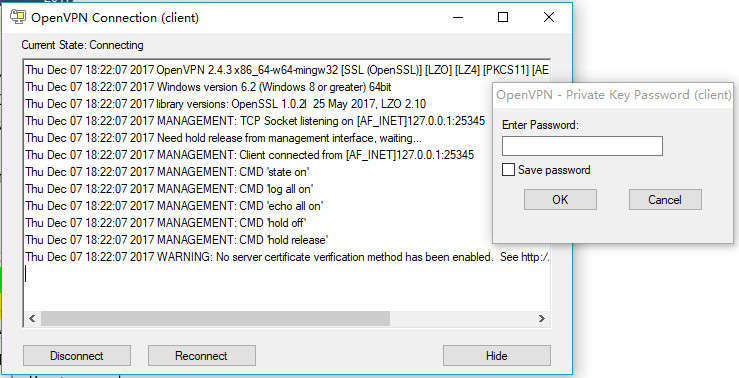 OpenVPN Connection (client)
Current State: Connecting
Thu Dec 07 18:22:07 2017 OpenVPN 2.4.3 x86_64-w64-mingw32 [SSL (OpenSSL)] [LZO] [LZ4] [PKCS11] [AE
Thu Dec 07 18:22:07 2017 Windows version 6.2 (Windows 8 or greater) 64bit
Thu Dec 07 18:22:07 2017 library versions: OpenSSL 1.0.2l  25 May 2017, LZO 2.10
Thu Dec 07 18:22:07 2017 MANAGEMENT: TCP Socket listening on [AF_INET]127.0.0.1:25345
Thu Dec 07 18:22:07 2017 Need hold release from management interface, waiting...
Thu Dec 07 18:22:07 2017 MANAGEMENT: Client connected from [AF_INET]127.0.0.1:25345
Thu Dec 07 18:22:07 2017 MANAGEMENT: CMD 'state on'
Thu Dec 07 18:22:07 2017 MANAGEMENT: CMD 'log all on'
Thu Dec 07 18:22:07 2017 MANAGEMENT: CMD 'echo all on'
Thu Dec 07 18:22:07 2017 MANAGEMENT: CMD 'hold off'
Thu Dec 07 18:22:07 2017 MANAGEMENT: CMD 'hold release'
Thu Dec 07 18:22:07 2017 WARNING: No server certificate verification method has been enabled.  See http:/
Disconnect
Reconnect
Hide
OpenVPN - Private Key Password (client)
Enter Password:
Save password
OK
Cancel